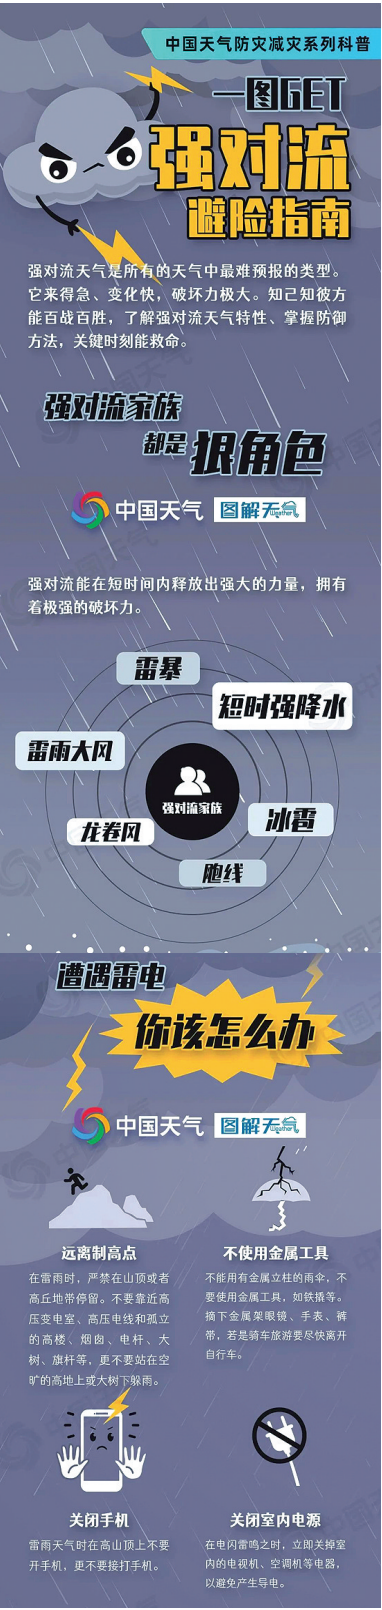 中国天气防灾减灾系列科普
一图GET
强对流
避险指南
强对流天气是所有的天气中最难预报的类型。
它来得急、变化快，破坏力极大。知己知彼方
能百战百胜，了解强对流天气特性、掌握防御
方法，关键时刻能救命。
强对流家族
都是 狠角色
中国天气 图解天气
Weather
强对流能在短时间内释放出强大的力量，拥有
着极强的破坏力。
雷暴
短时强降水
雷雨大风
强对流家族
冰雹
龙卷风
飑线
遭遇雷电
你该怎么办
中国天气 图解天气
Weather
远离制高点
在雷雨时，严禁在山顶或者
高丘地带停留。不要靠近高
压变电室、高压电线和孤立
的高楼、烟囱、电杆、大
树、旗杆等，更不要站在空
旷的高地上或大树下躲雨。
不使用金属工具
不能用有金属立柱的雨伞，不
要使用金属工具，如铁撬等。
摘下金属架眼镜、手表、裤
带，若是骑车旅游要尽快离开
自行车。
关闭手机
雷雨天气时在高山顶上不要
开手机，更不要接打手机。
关闭室内电源
在电闪雷鸣之时，立即关掉室
内的电视机、空调机等电器，
以避免产生导电。